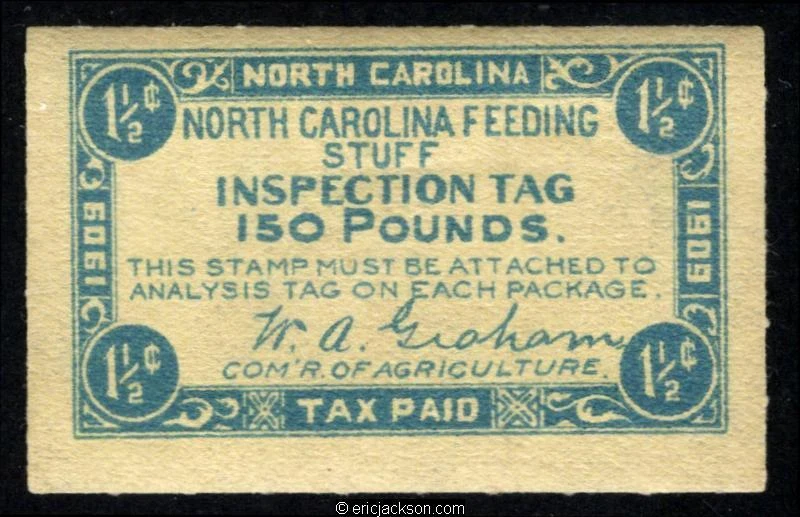 NORTH CAROLINA
1½¢ 1½¢
NORTH CAROLINA FEEDING
STUFF
INSPECTION TAG
150 POUNDS.
THIS STAMP MUST BE ATTACHED TO
ANALYSIS TAG ON EACH PACKAGE.
W. A. Graham
COM'R. OF AGRICULTURE.
1909 1909
1½¢ 1½¢
TAX PAID
© ericjackson.com